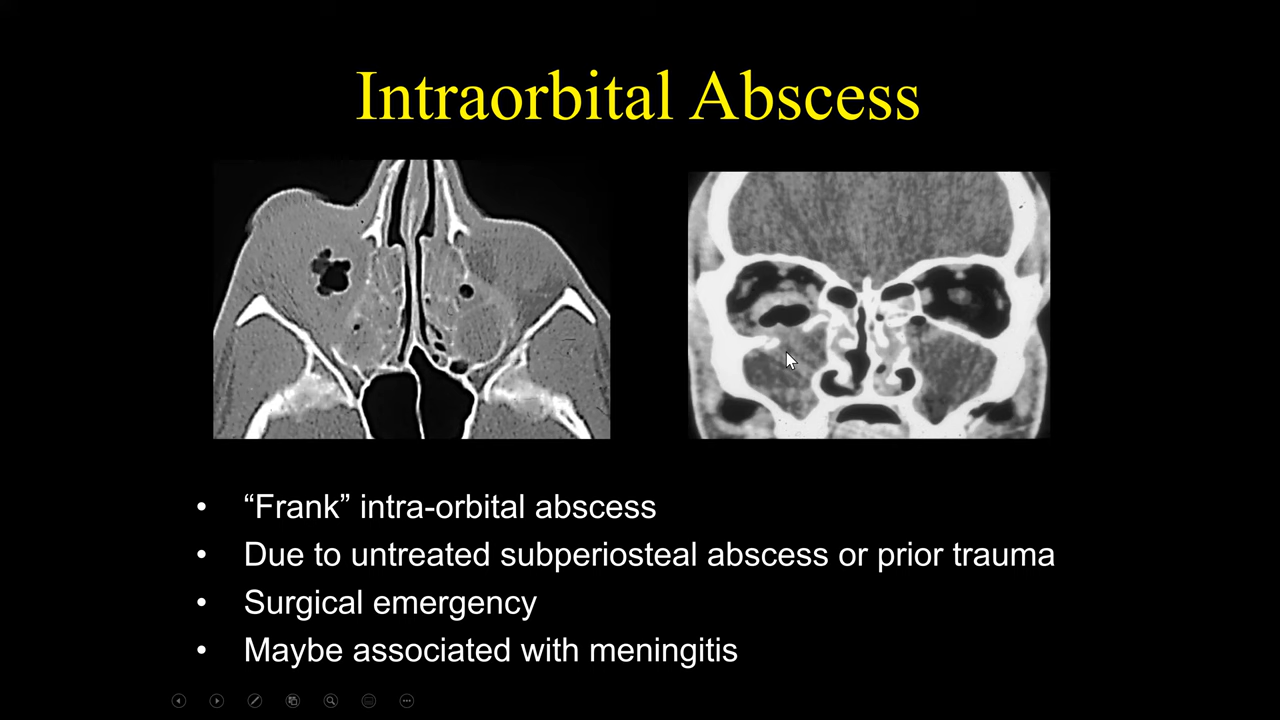 Intraorbital Abscess
• “Frank” intra-orbital abscess
• Due to untreated subperiosteal abscess or prior trauma
• Surgical emergency
• Maybe associated with meningitis